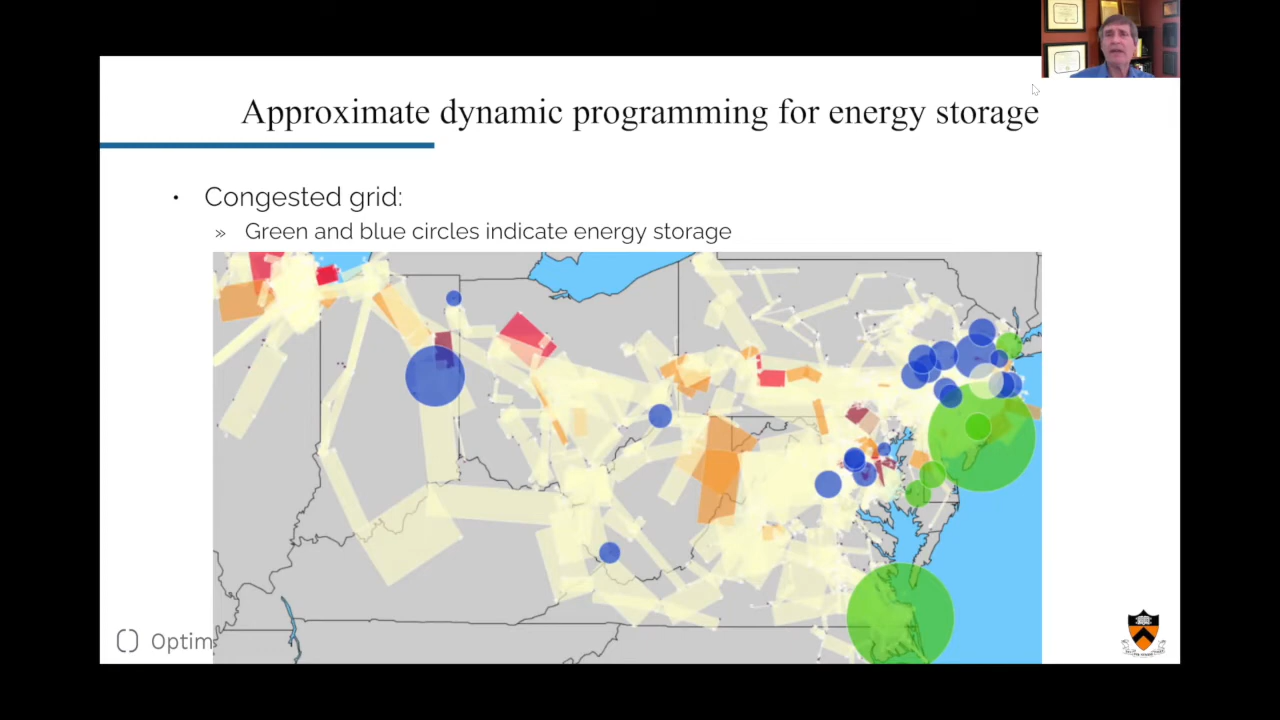 Approximate dynamic programming for energy storage
• Congested grid:
» Green and blue circles indicate energy storage
Optim